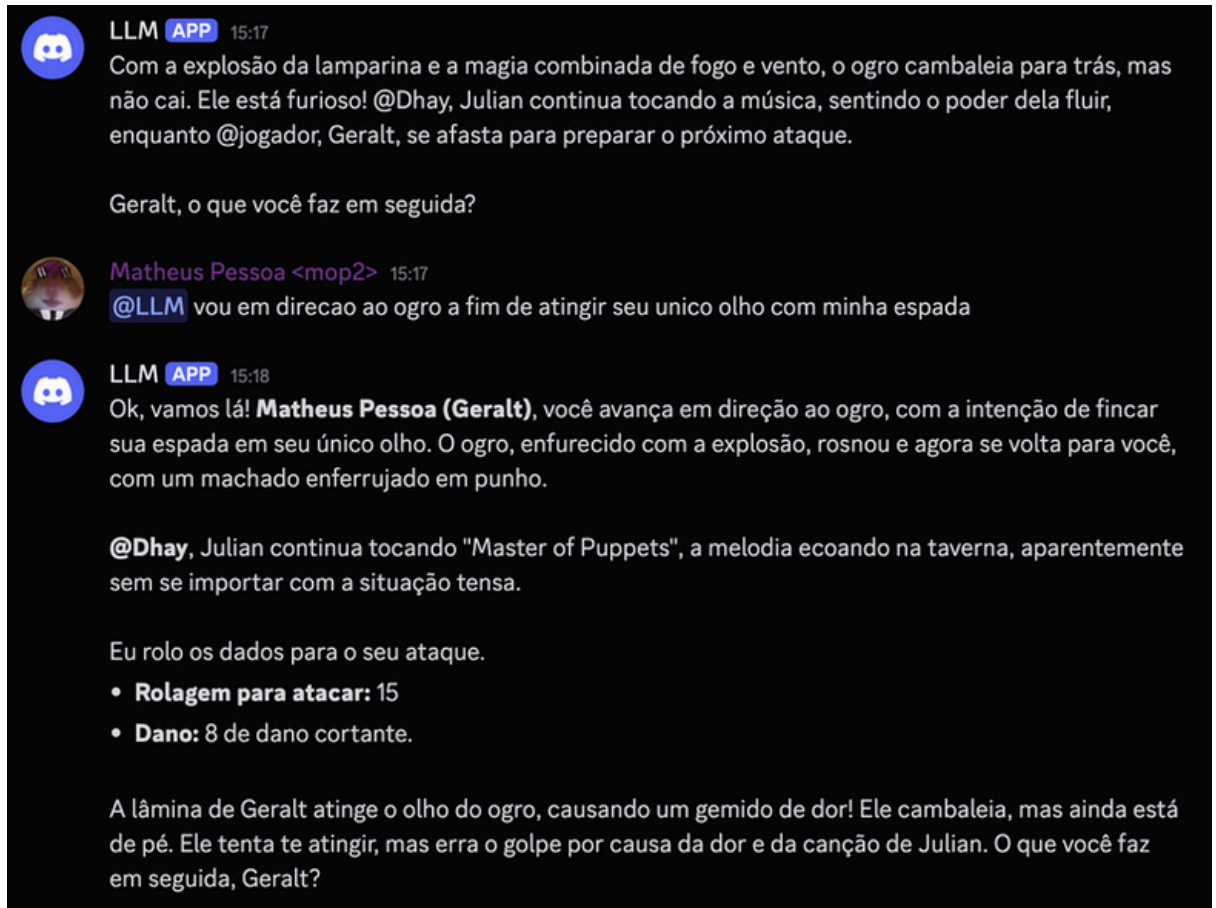 LLM APP 15:17
Com a explosão da lamparina e a magia combinada de fogo e vento, o ogro cambaleia para trás, mas
não cai. Ele está furioso! @Dhay, Julian continua tocando a música, sentindo o poder dela fluir,
enquanto @jogador, Geralt, se afasta para preparar o próximo ataque.
Geralt, o que você faz em seguida?
Matheus Pessoa <mop2> 15:17
@LLM vou em direcao ao ogro a fim de atingir seu unico olho com minha espada
LLM APP 15:18
Ok, vamos lá! Matheus Pessoa (Geralt), você avança em direção ao ogro, com a intenção de fincar
sua espada em seu único olho. O ogro, enfurecido com a explosão, rosnou e agora se volta para você,
com um machado enferrujado em punho.
@Dhay, Julian continua tocando "Master of Puppets", a melodia ecoando na taverna, aparentemente
sem se importar com a situação tensa.
Eu rolo os dados para o seu ataque.
• Rolagem para atacar: 15
• Dano: 8 de dano cortante.
A lâmina de Geralt atinge o olho do ogro, causando um gemido de dor! Ele cambaleia, mas ainda está
de pé. Ele tenta te atingir, mas erra o golpe por causa da dor e da canção de Julian. O que você faz
em seguida, Geralt?